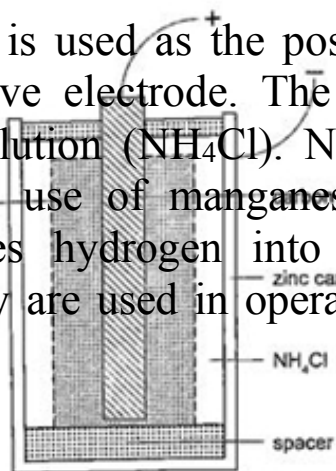 +
is used as the pos
ve electrode. The
lution (NH₄Cl). N
use of manganes
es hydrogen into
zinc ca
y are used in opera
NH₄Cl
spacer